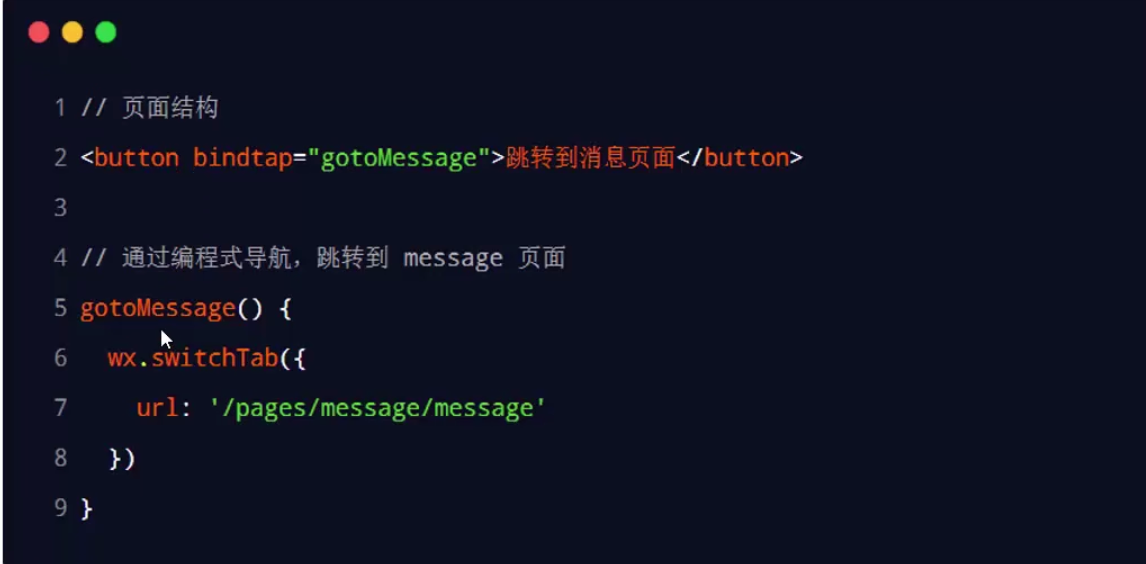 1 // 页面结构
2 <button bindtap="gotoMessage">跳转到消息页面</button>
3
4 // 通过编程式导航，跳转到 message 页面
5 gotoMessage() {
6   wx.switchTab({
7     url: '/pages/message/message'
8   })
9 }